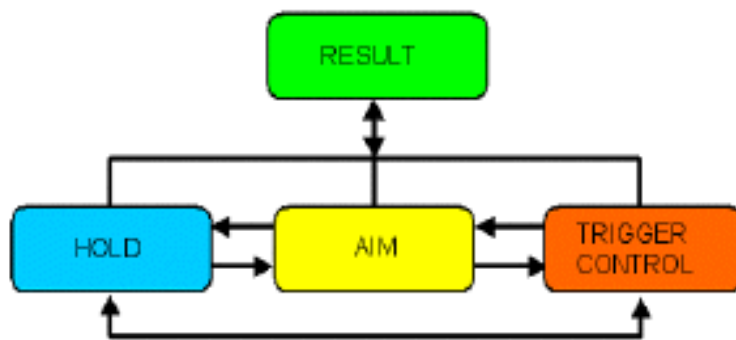 RESULT
HOLD
AIM
TRIGGER
CONTROL